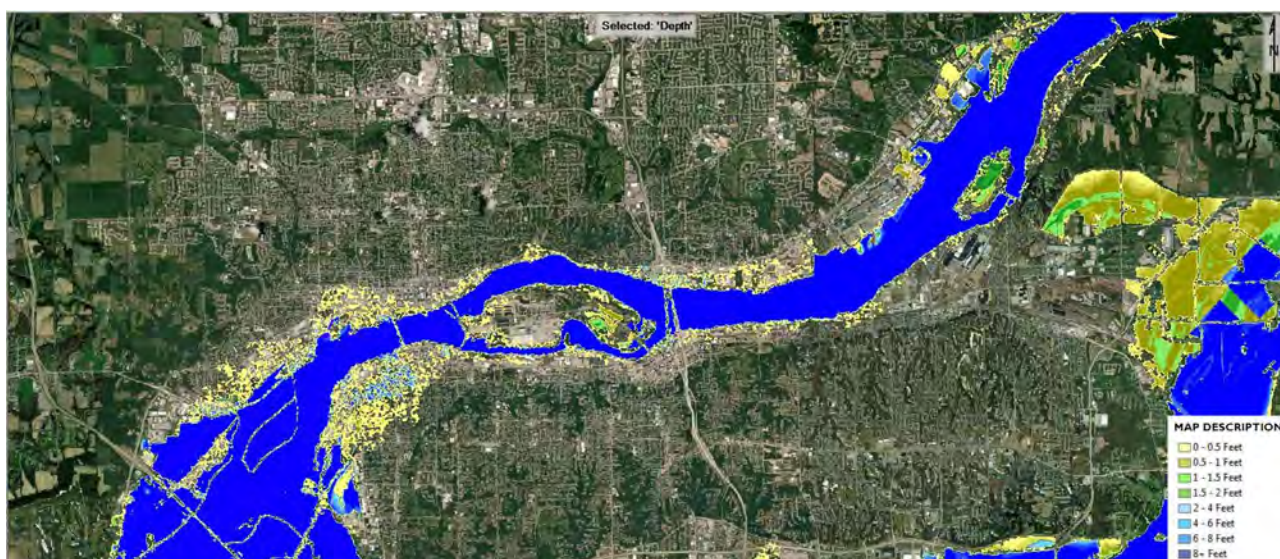 Selected: 'Depth'
N
MAP DESCRIPTION
0 - 0.5 Feet
0.5 - 1 Feet
1 - 1.5 Feet
1.5 - 2 Feet
2 - 4 Feet
4 - 6 Feet
6 - 8 Feet
8+ Feet